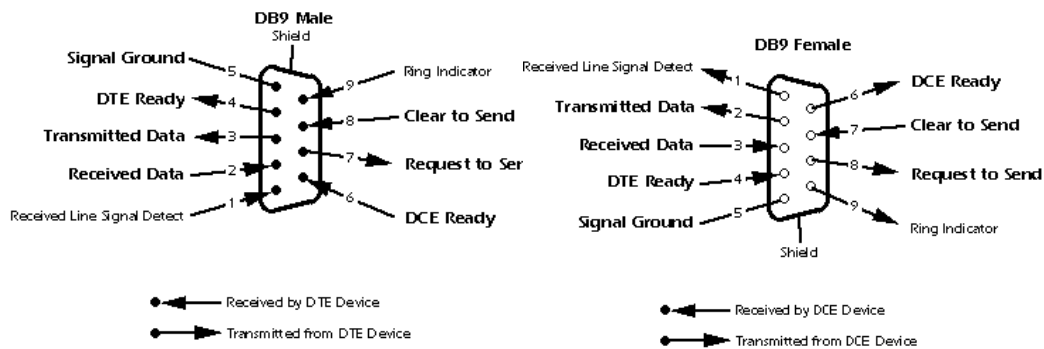 DB9 Male
Shield
Signal Ground
5
9
Ring Indicator
DTE Ready
4
8
Clear to Send
Transmitted Data
3
7
Request to Ser
Received Data
2
6
DCE Ready
Received Line Signal Detect
1
Received by DTE Device
Transmitted from DTE Device
DB9 Female
Received Line Signal Detect
1
6
DCE Ready
Transmitted Data
2
7
Clear to Send
Received Data
3
8
Request to Send
DTE Ready
4
9
Ring Indicator
Signal Ground
5
Shield
Received by DCE Device
Transmitted from DCE Device